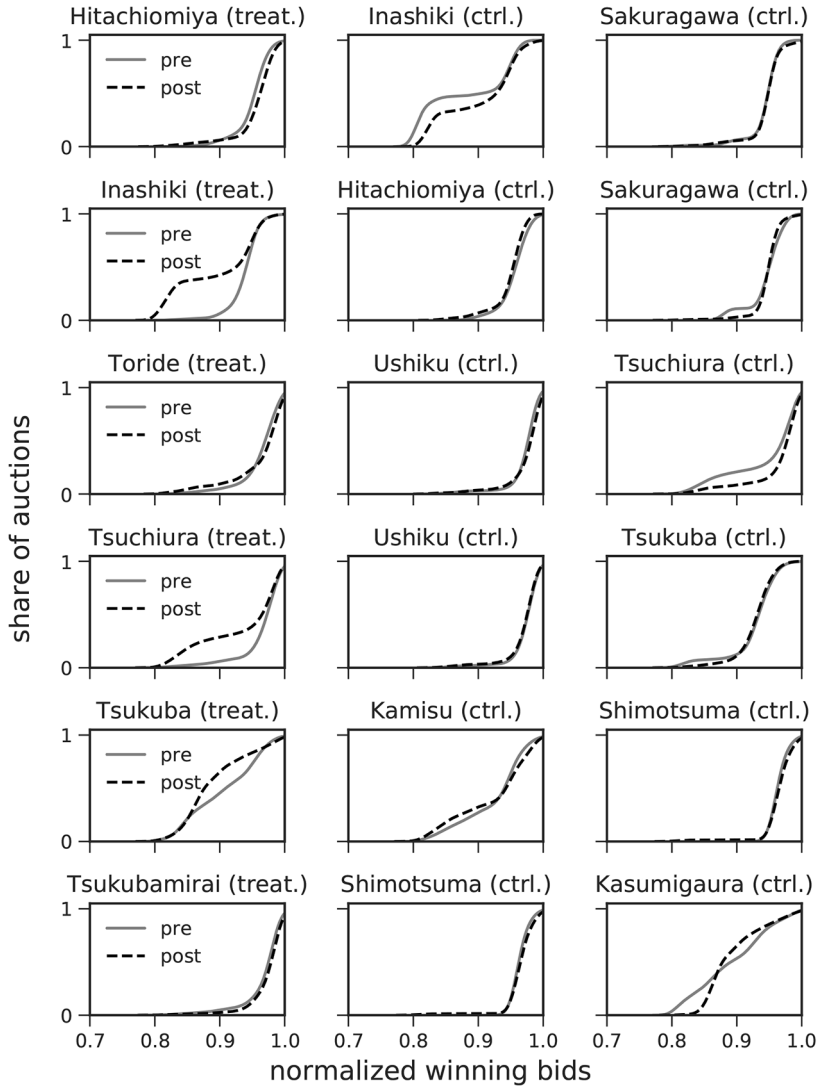 Hitachiomiya (treat.) Inashiki (ctrl.) Sakuragawa (ctrl.)
1
pre
post
0
Inashiki (treat.) Hitachiomiya (ctrl.) Sakuragawa (ctrl.)
1
pre
post
0
Toride (treat.) Ushiku (ctrl.) Tsuchiura (ctrl.)
1
pre
post
0
share of auctions
Tsuchiura (treat.) Ushiku (ctrl.) Tsukuba (ctrl.)
1
pre
post
0
Tsukuba (treat.) Kamisu (ctrl.) Shimotsuma (ctrl.)
1
pre
post
0
Tsukubamirai (treat.) Shimotsuma (ctrl.) Kasumigaura (ctrl.)
1
pre
post
0
0.7 0.8 0.9 1.0 0.7 0.8 0.9 1.0 0.7 0.8 0.9 1.0
normalized winning bids